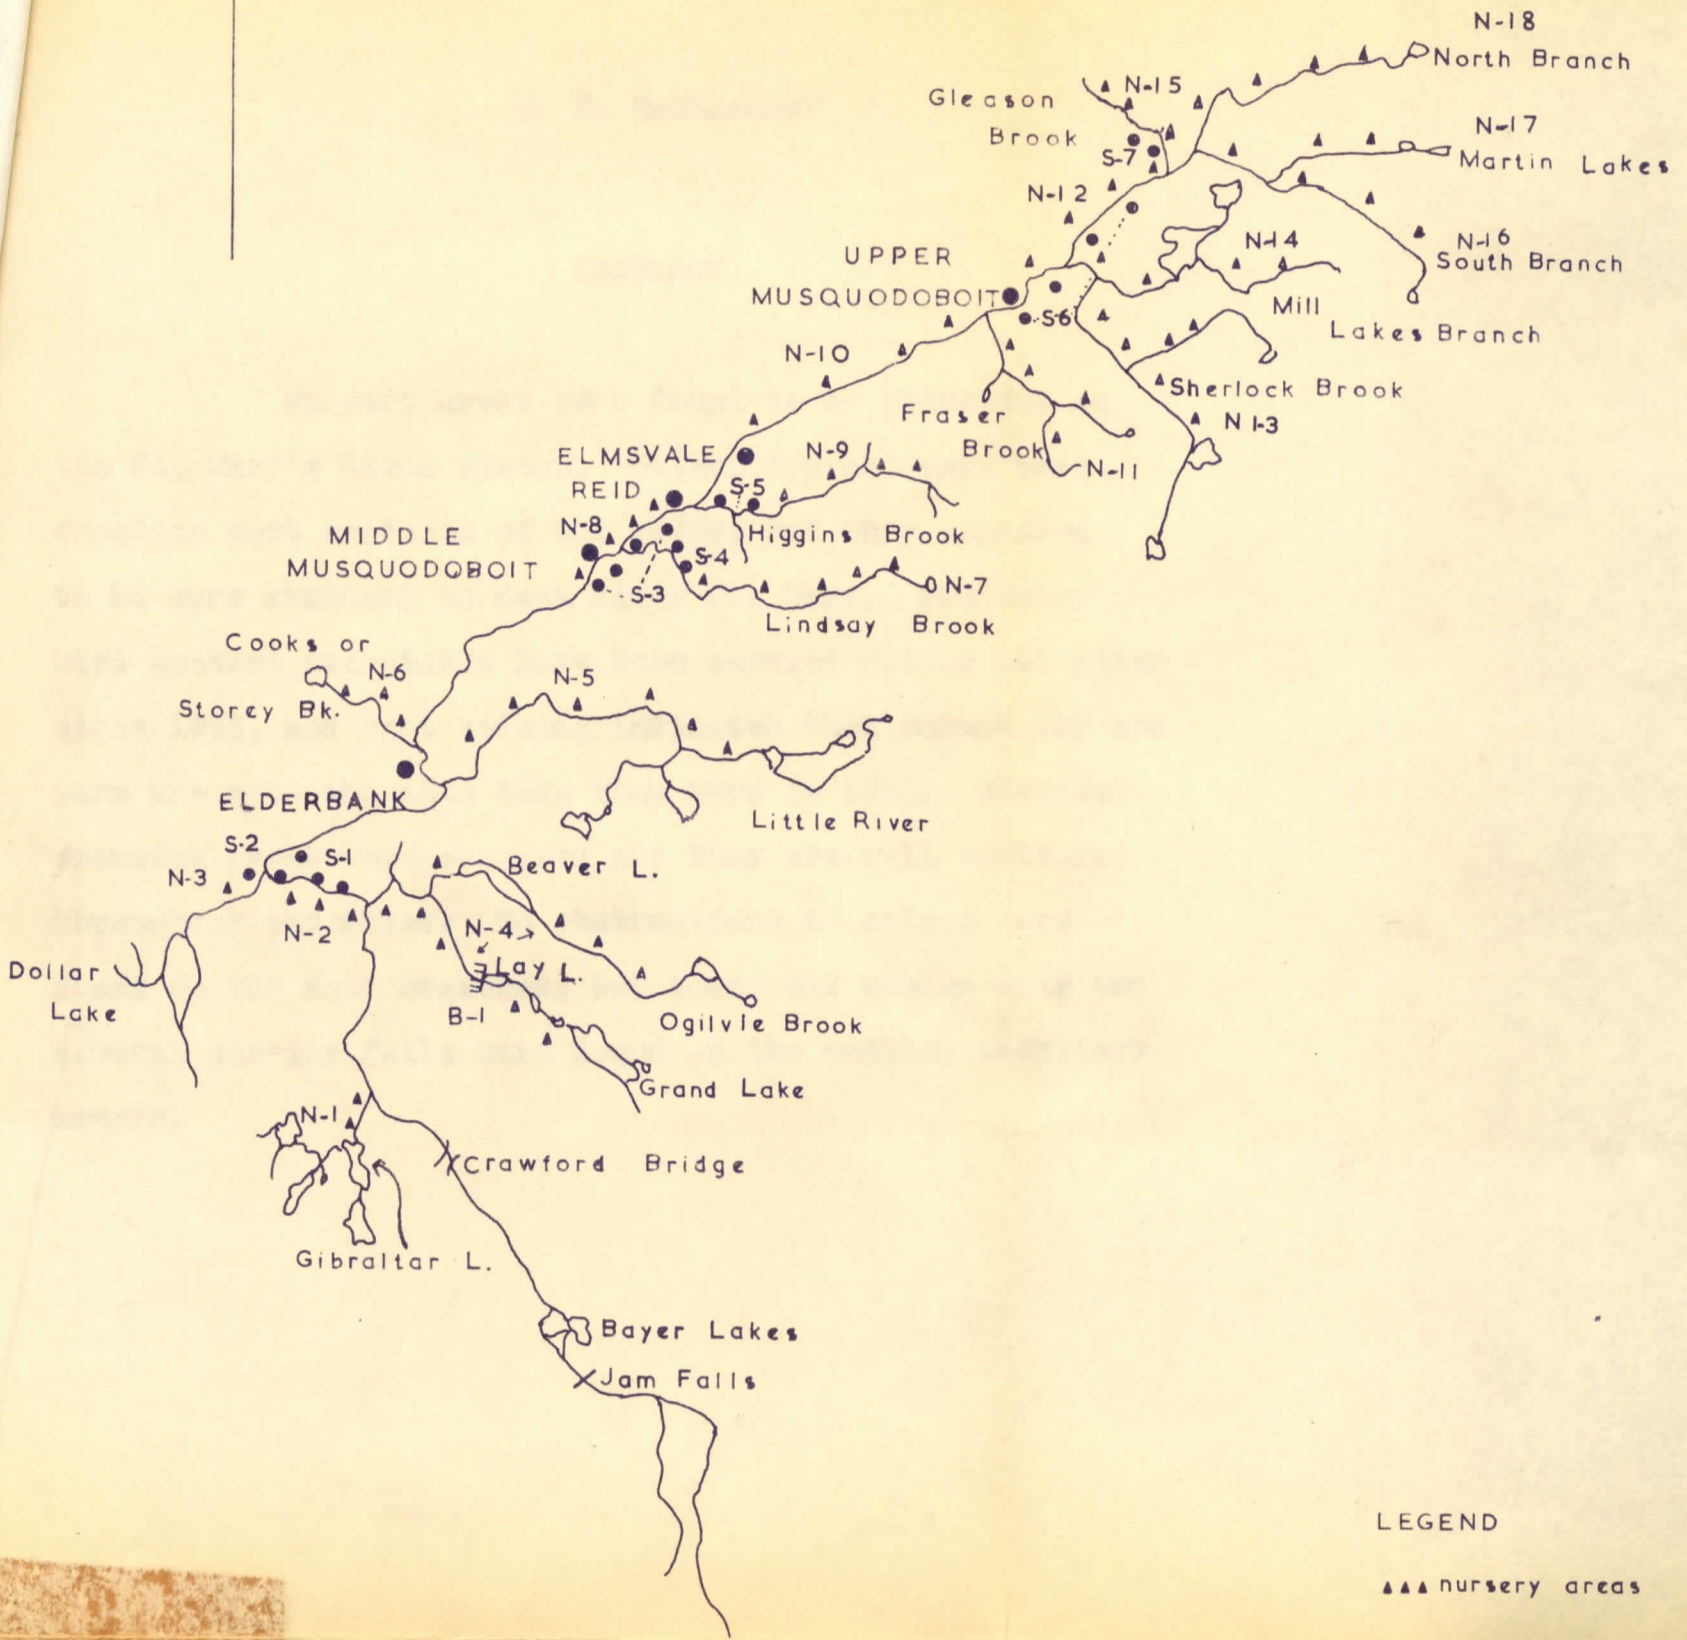 N-18
North Branch
N-15
Gleason
Brook
S-7
N-17
Martin Lakes
N-12
N-14
N-16
South Branch
UPPER
MUSQUODOBOIT
S-6
Mill
Lakes Branch
N-10
Sherlock Brook
N 1-3
Fraser
Brook
N-11
ELMSVALE
N-9
REID
S-5
N-8
Higgins Brook
MIDDLE
MUSQUODOBOIT
S-4
S-3
N-7
Lindsay Brook
Cooks or
N-6
Storey Bk.
N-5
ELDERBANK
Little River
S-2
S-1
N-3
Beaver L.
N-2
N-4
Lay L.
Dollar
Lake
B-1
Ogilvie Brook
Grand Lake
N-1
Crawford Bridge
Gibraltar L.
Bayer Lakes
Jam Falls
LEGEND
nursery areas